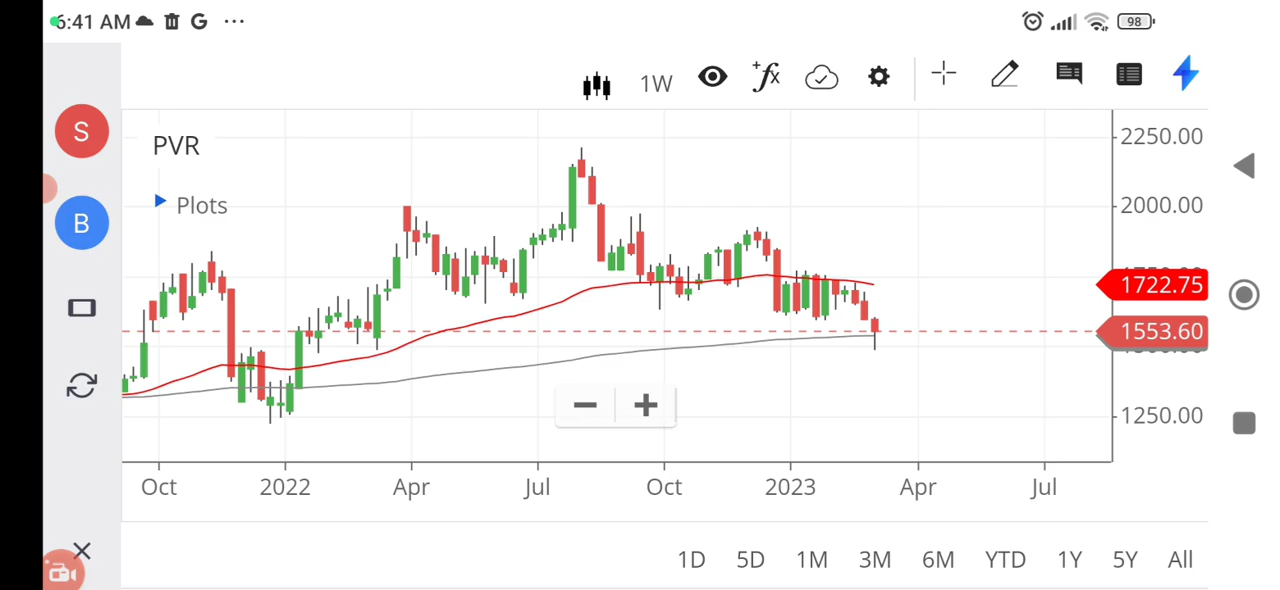 6:41 AM G ... 98
1W +fx
S
PVR
2250.00
B
Plots
2000.00
1722.75
1553.60
1250.00
Oct 2022 Apr Jul Oct 2023 Apr Jul
1D 5D 1M 3M 6M YTD 1Y 5Y All